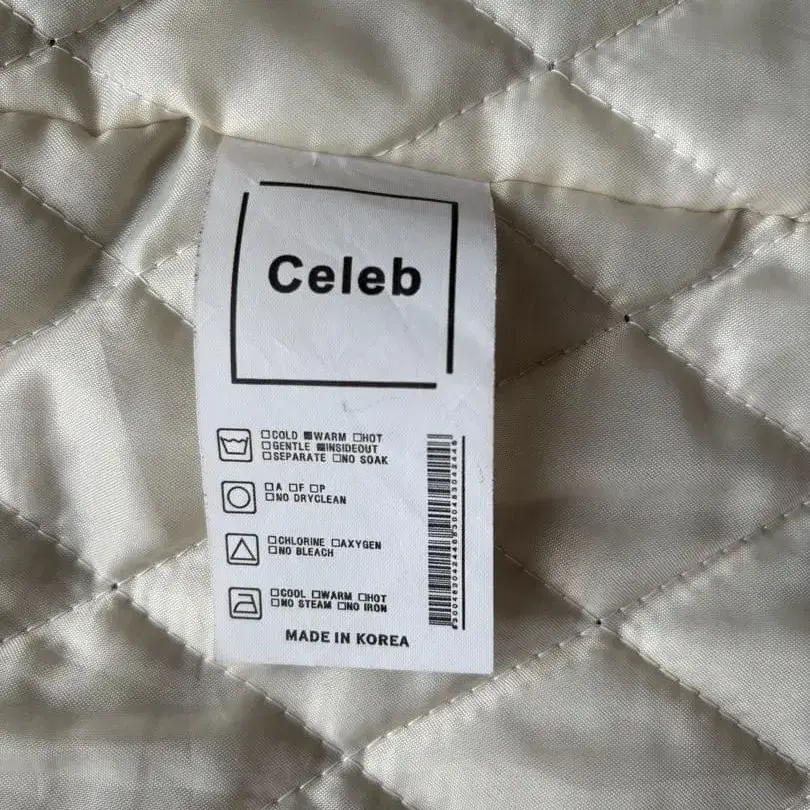 Celeb
☐COLD ■WARM ☐HOT
☐GENTLE ■INSIDEOUT
☐SEPARATE ☐NO SOAK
☐A ☐F ☐P
☐NO DRYCLEAN
☐CHLORINE ☐AXYGEN
☐NO BLEACH
☐COOL ☐WARM ☐HOT
☐NO STEAM ☐NO IRON
MADE IN KOREA